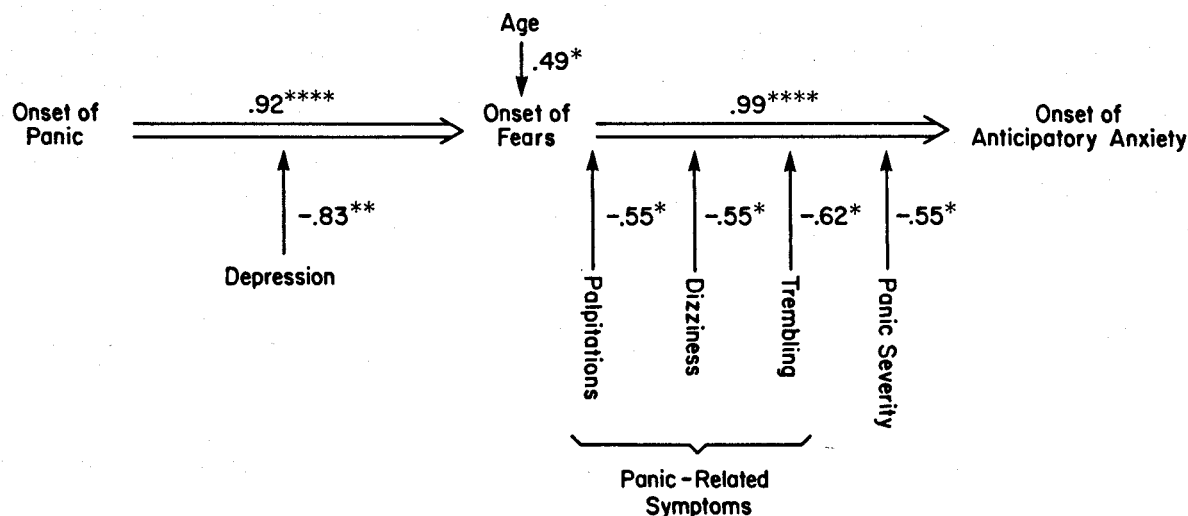 Age
.49*
.92****
.99****
Onset of
Panic
Onset of
Fears
Onset of
Anticipatory Anxiety
-.83**
-.55*
-.55*
-.62*
-.55*
Depression
Palpitations
Dizziness
Trembling
Panic Severity
Panic-Related
Symptoms